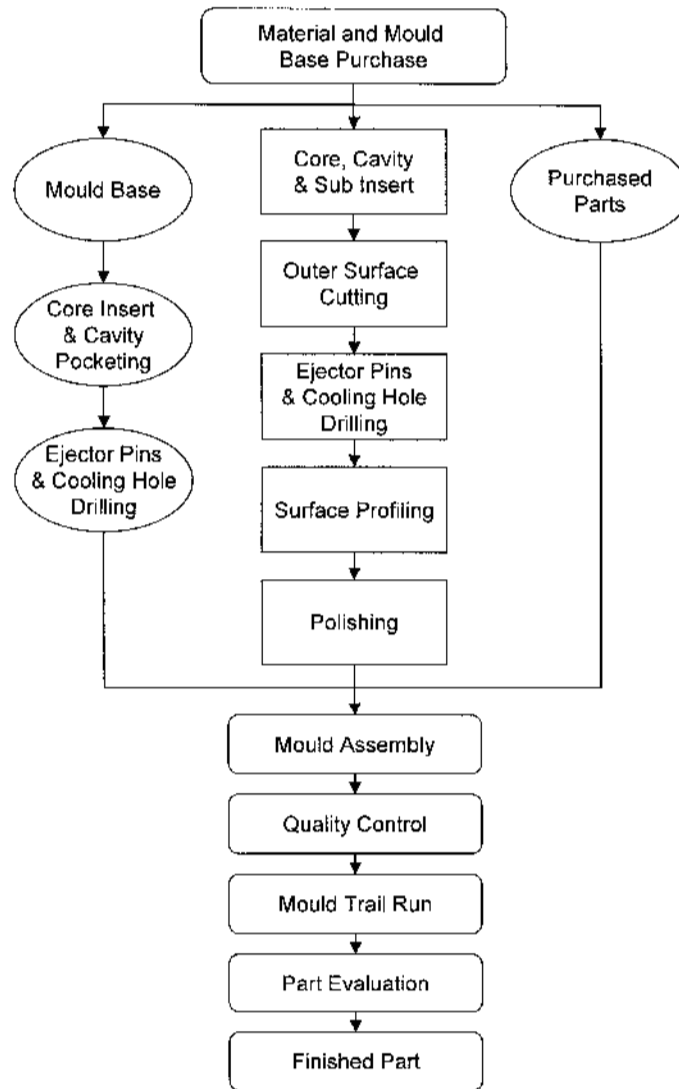 Material and Mould
Base Purchase
Mould Base
Core, Cavity
& Sub Insert
Purchased
Parts
Core Insert
& Cavity
Pocketing
Outer Surface
Cutting
Ejector Pins
& Cooling Hole
Drilling
Ejector Pins
& Cooling Hole
Drilling
Surface Profiling
Polishing
Mould Assembly
Quality Control
Mould Trail Run
Part Evaluation
Finished Part